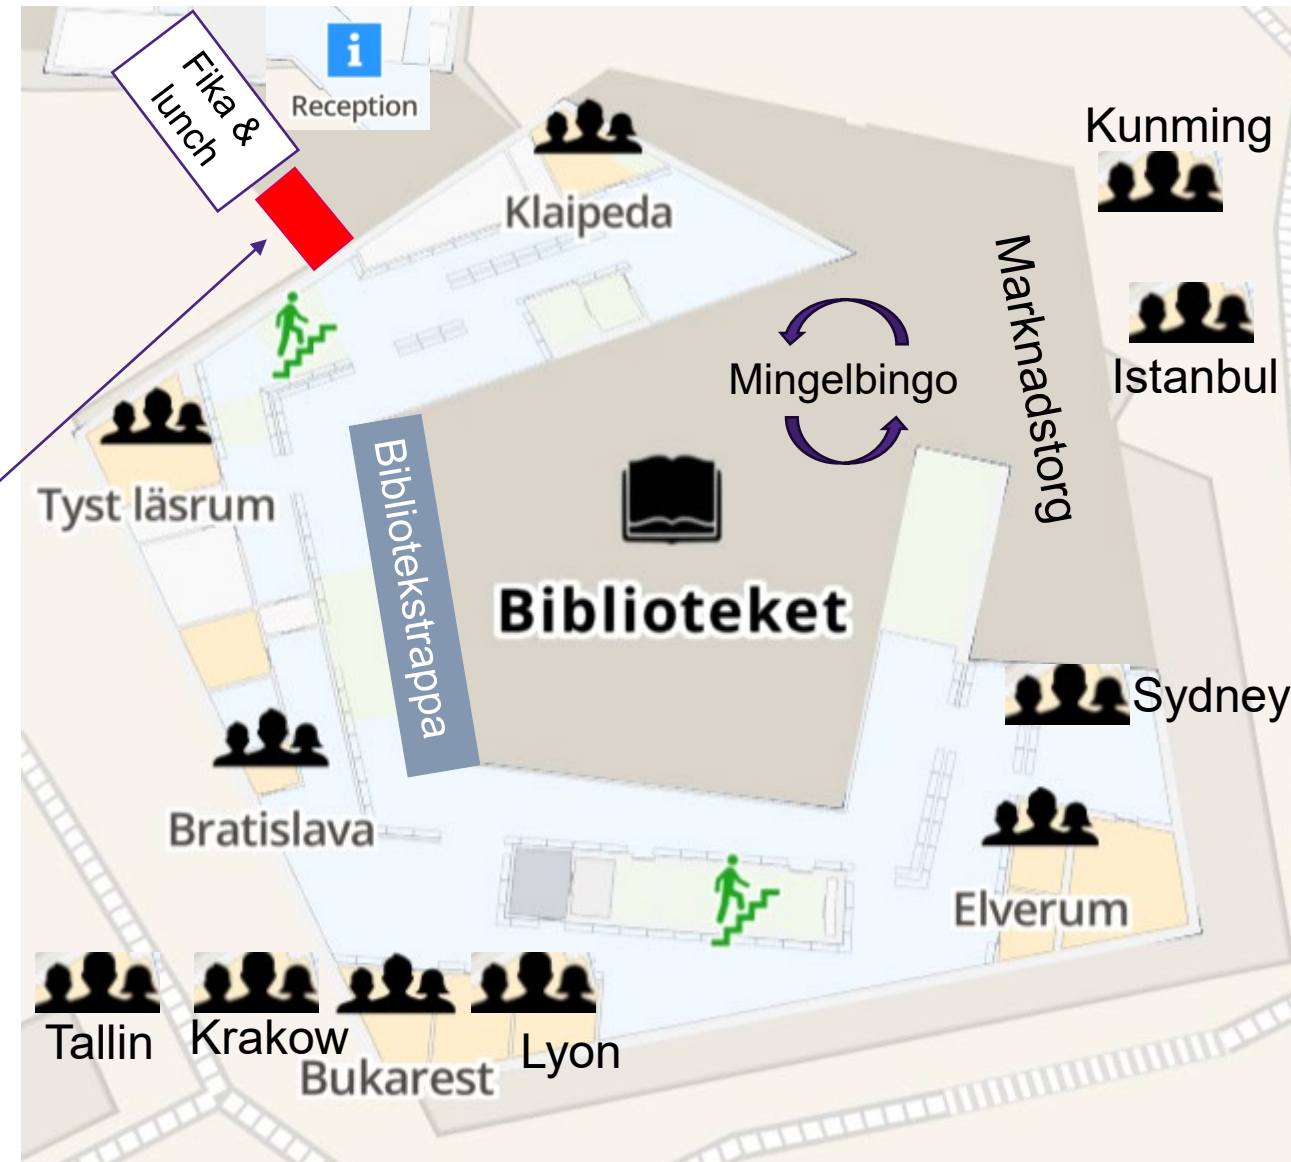 Fika &
lunch
i
Reception
Klaipeda
Kunming
Istanbul
Marknadstorg
Mingelbingo
Tyst läsrum
Bibliotekstrappa
Biblioteket
Sydney
Bratislava
Elverum
Tallin
Krakow
Bukarest
Lyon